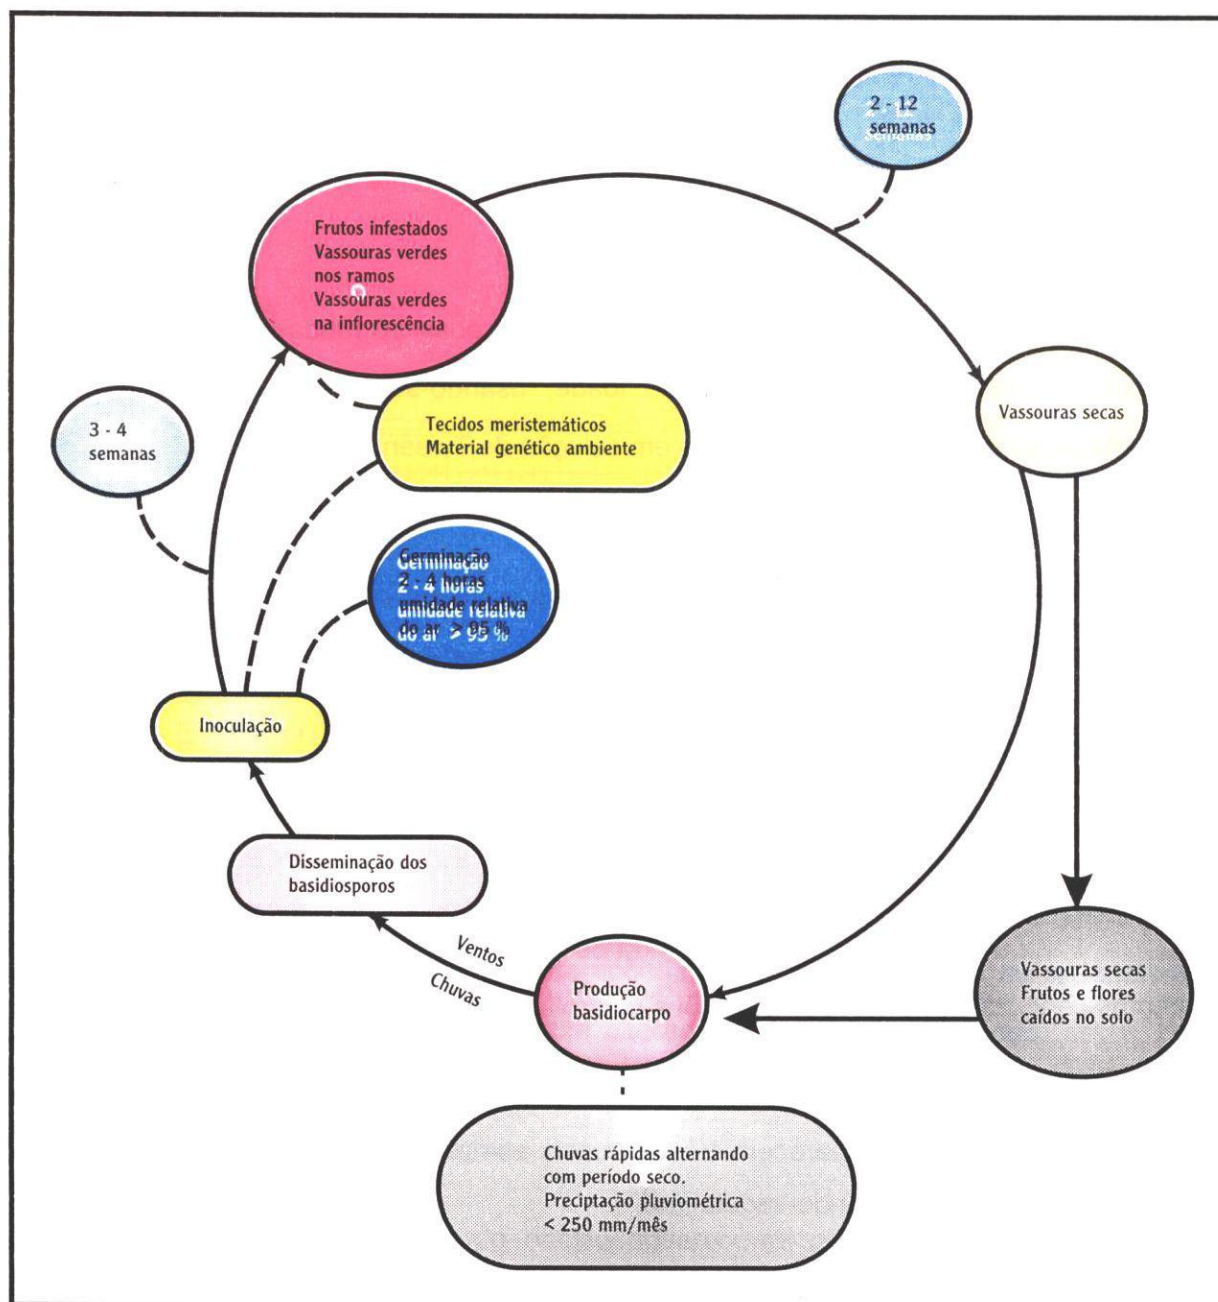 2 - 12
semanas
Frutos infestados
Vassouras verdes
nos ramos
Vassouras verdes
na inflorescência
Vassouras secas
3 - 4
semanas
Tecidos meristemáticos
Material genético ambiente
Germinação
2 - 4 horas
umidade relativa
do ar > 95 %
Inoculação
Disseminação dos
basidiosporos
Ventos
Chuvas
Produção
basidiocarpo
Vassouras secas
Frutos e flores
caídos no solo
Chuvas rápidas alternando
com período seco.
Preciptação pluviométrica
< 250 mm/mês